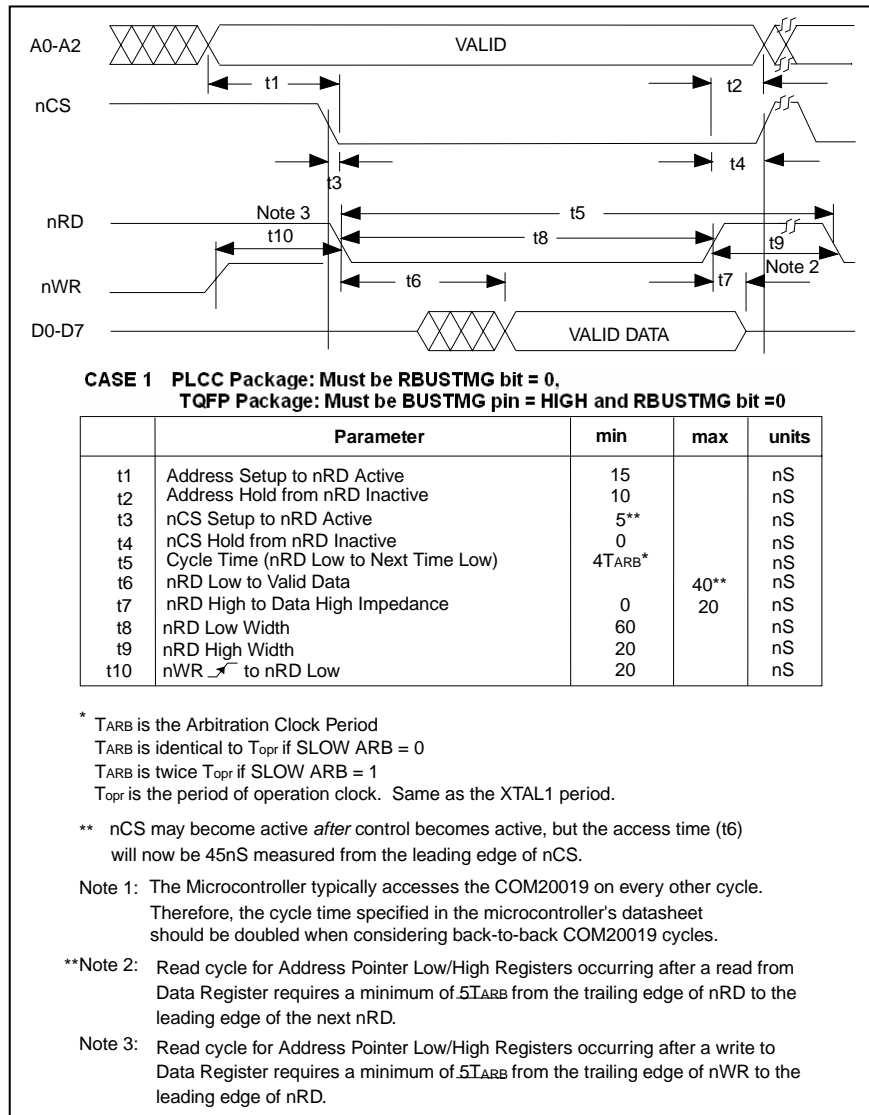 A0-A2
VALID
t1
t2
nCS
t3
t4
nRD
Note 3
t5
t10
t8
t9
nWR
t6
t7
Note 2
D0-D7
VALID DATA
CASE 1 PLCC Package: Must be RBUSTMG bit = 0,
TQFP Package: Must be BUSTMG pin = HIGH and RBUSTMG bit =0
Parameter min max units
t1 Address Setup to nRD Active 15 nS
t2 Address Hold from nRD Inactive 10 nS
t3 nCS Setup to nRD Active 5** nS
t4 nCS Hold from nRD Inactive 0 nS
t5 Cycle Time (nRD Low to Next Time Low) 4TARB* nS
t6 nRD Low to Valid Data 40** nS
t7 nRD High to Data High Impedance 0 20 nS
t8 nRD Low Width 60 nS
t9 nRD High Width 20 nS
t10 nWR to nRD Low 20 nS
* TARB is the Arbitration Clock Period
TARB is identical to Topr if SLOW ARB = 0
TARB is twice Topr if SLOW ARB = 1
Topr is the period of operation clock. Same as the XTAL1 period.
** nCS may become active after control becomes active, but the access time (t6)
will now be 45nS measured from the leading edge of nCS.
Note 1: The Microcontroller typically accesses the COM20019 on every other cycle.
Therefore, the cycle time specified in the microcontroller's datasheet
should be doubled when considering back-to-back COM20019 cycles.
**Note 2: Read cycle for Address Pointer Low/High Registers occurring after a read from
Data Register requires a minimum of 5TARB from the trailing edge of nRD to the
leading edge of the next nRD.
Note 3: Read cycle for Address Pointer Low/High Registers occurring after a write to
Data Register requires a minimum of 5TARB from the trailing edge of nWR to the
leading edge of nRD.